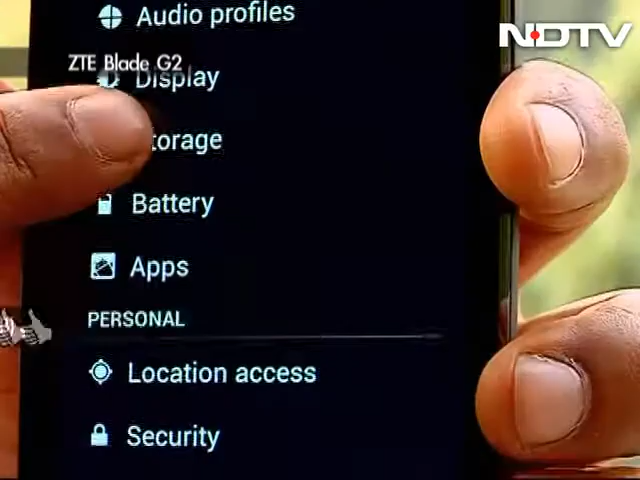 Audio profiles
NDTV
ZTE Blade G2
Display
torage
Battery
Apps
PERSONAL
Location access
Security